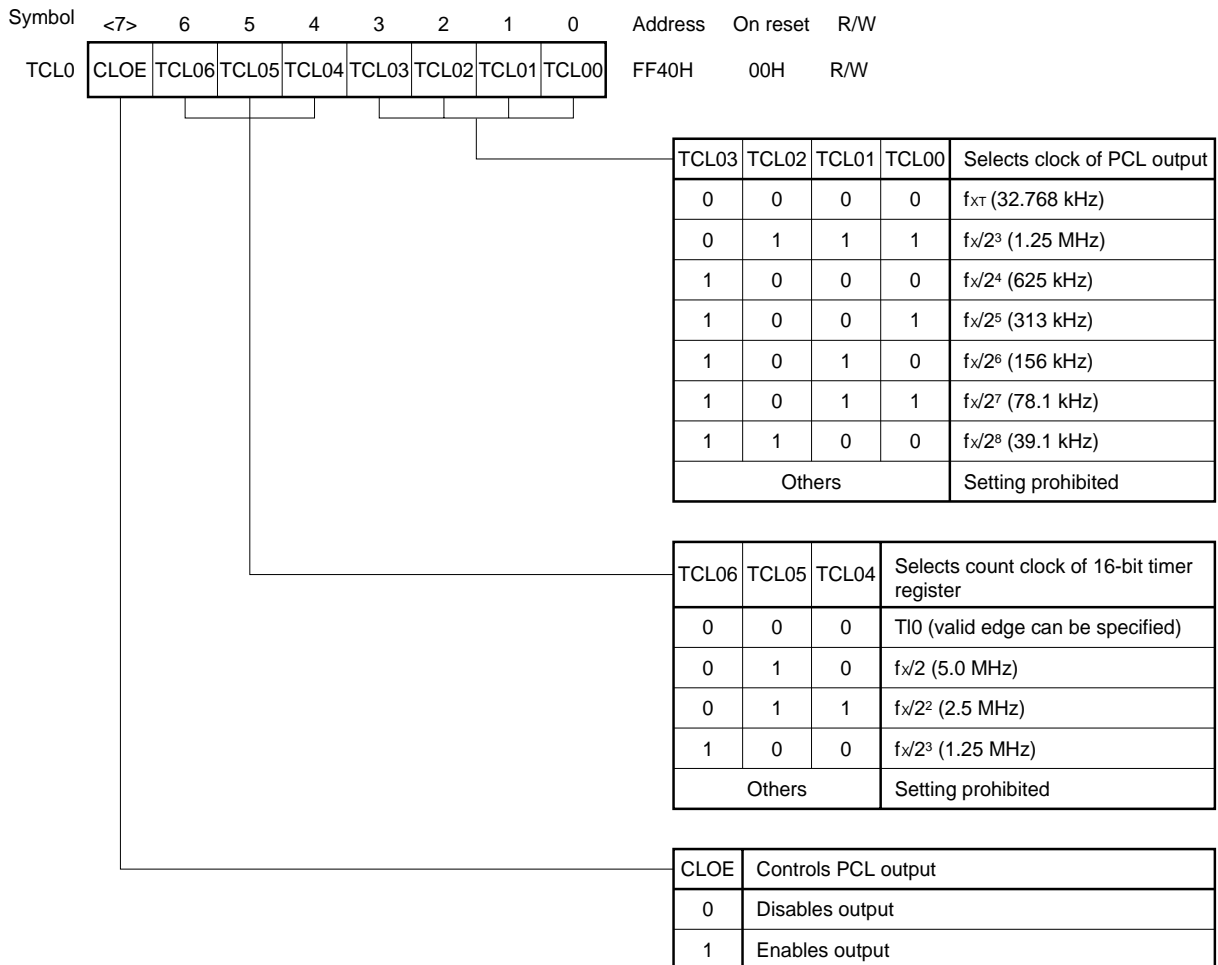 Symbol <7> 6 5 4 3 2 1 0 Address On reset R/W
TCL0 CLOE TCL06 TCL05 TCL04 TCL03 TCL02 TCL01 TCL00 FF40H 00H R/W
TCL03 TCL02 TCL01 TCL00 Selects clock of PCL output
0 0 0 0 fXT (32.768 kHz)
0 1 1 1 fX/2³ (1.25 MHz)
1 0 0 0 fX/2⁴ (625 kHz)
1 0 0 1 fX/2⁵ (313 kHz)
1 0 1 0 fX/2⁶ (156 kHz)
1 0 1 1 fX/2⁷ (78.1 kHz)
1 1 0 0 fX/2⁸ (39.1 kHz)
Others Setting prohibited
TCL06 TCL05 TCL04 Selects count clock of 16-bit timer
register
0 0 0 TI0 (valid edge can be specified)
0 1 0 fX/2 (5.0 MHz)
0 1 1 fX/2² (2.5 MHz)
1 0 0 fX/2³ (1.25 MHz)
Others Setting prohibited
CLOE Controls PCL output
0 Disables output
1 Enables output